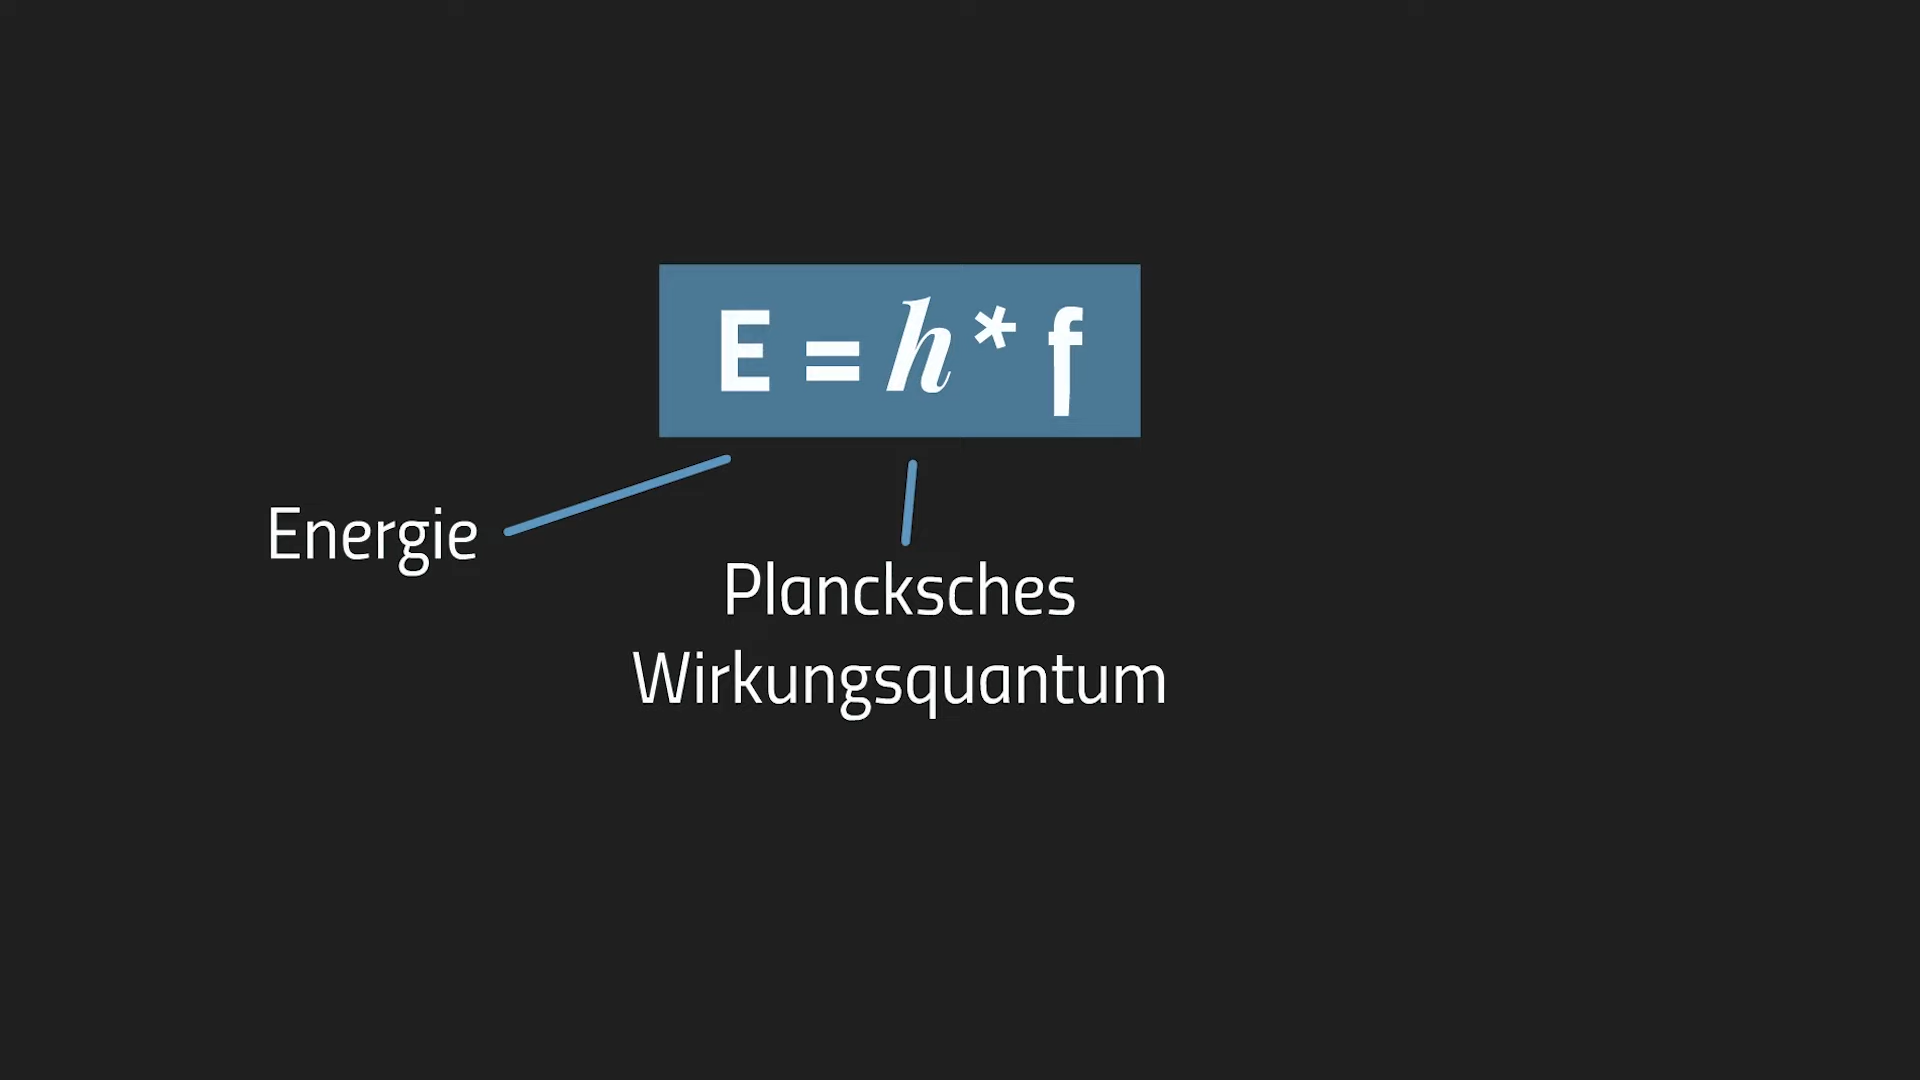 E = h * f
Energie
Plancksches
Wirkungsquantum